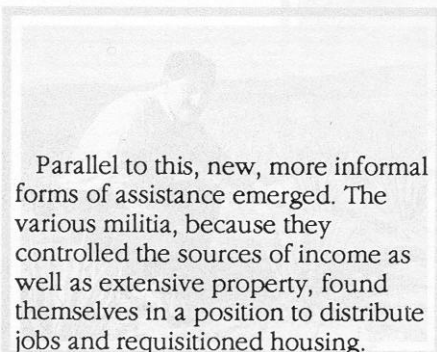 Parallel to this, new, more informal
forms of assistance emerged. The
various militia, because they
controlled the sources of income as
well as extensive property, found
themselves in a position to distribute
jobs and requisitioned housing.